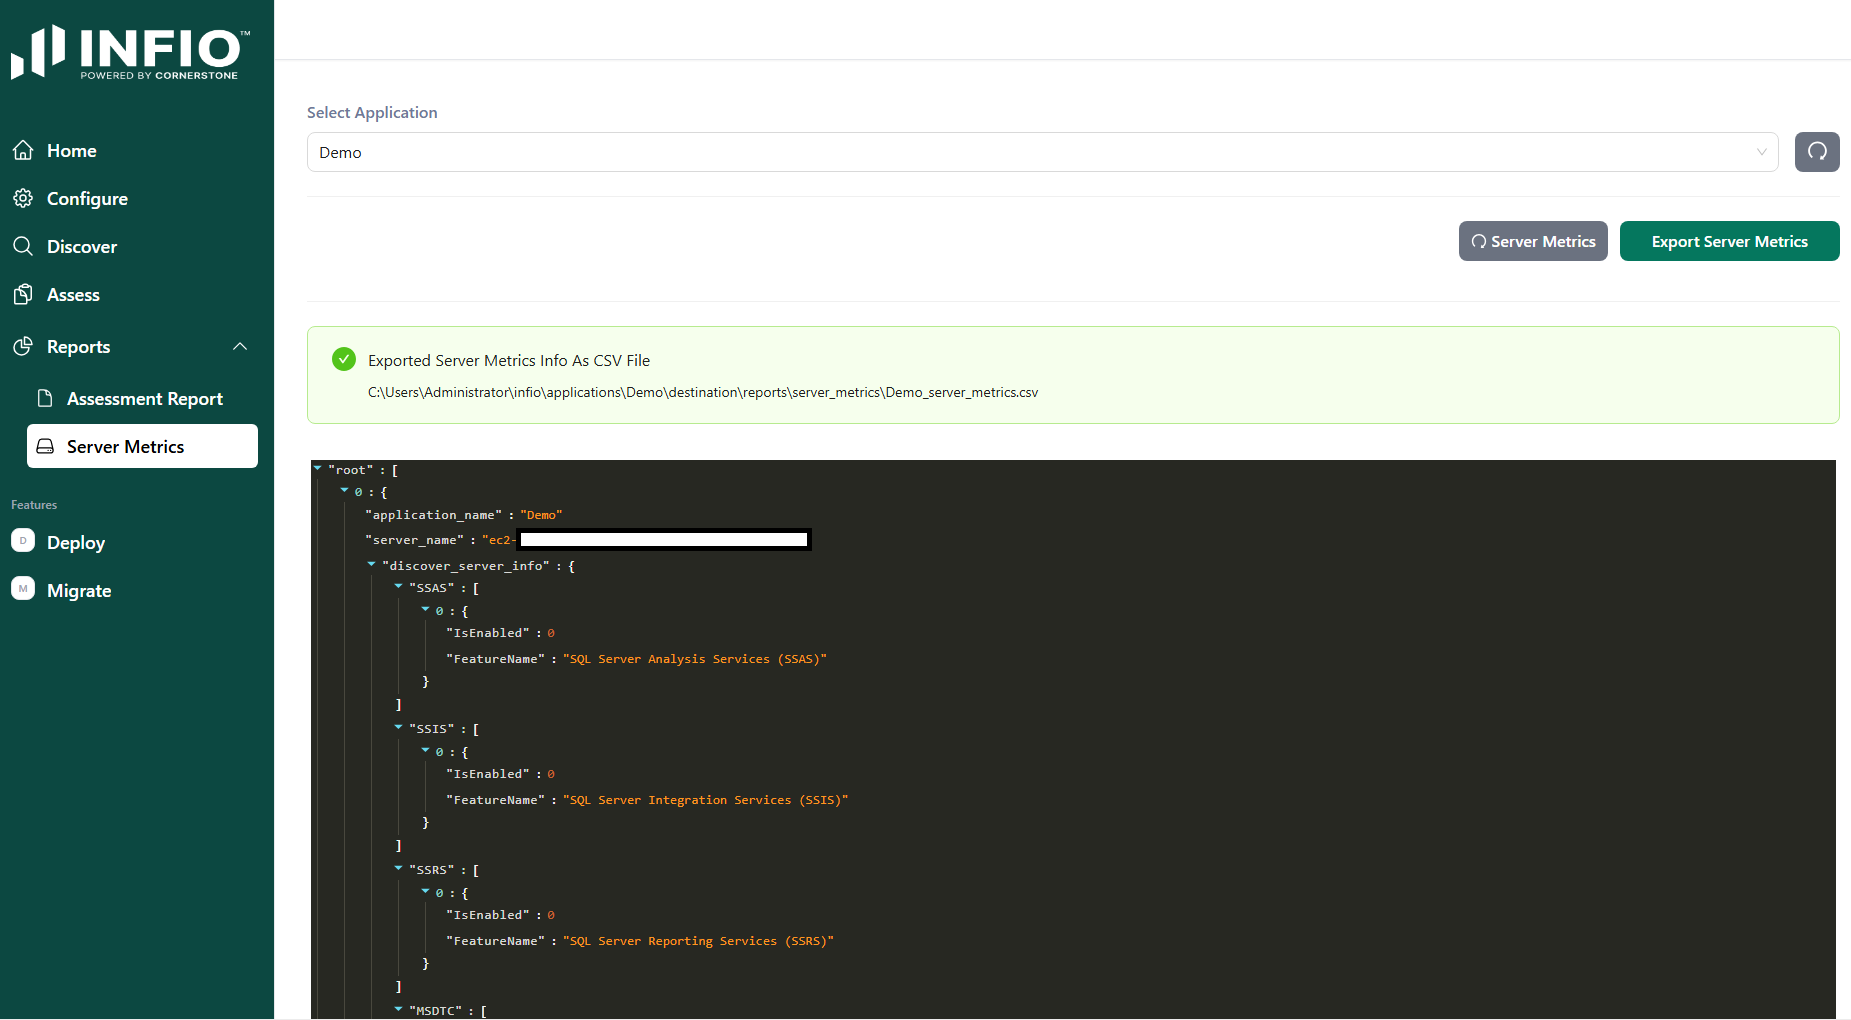 INFIO™
POWERED BY CORNERSTONE
Home
Configure
Discover
Assess
Reports
Assessment Report
Server Metrics
Features
D Deploy
M Migrate
Select Application
Demo
Server Metrics
Export Server Metrics
Exported Server Metrics Info As CSV File
C:\Users\Administrator\infio\applications\Demo\destination\reports\server_metrics\Demo_server_metrics.csv
"root" : [
0 : {
"application_name" : "Demo"
"server_name" : "ec2-
"discover_server_info" : {
"SSAS" : [
0 : {
"IsEnabled" : 0
"FeatureName" : "SQL Server Analysis Services (SSAS)"
}
]
"SSIS" : [
0 : {
"IsEnabled" : 0
"FeatureName" : "SQL Server Integration Services (SSIS)"
}
]
"SSRS" : [
0 : {
"IsEnabled" : 0
"FeatureName" : "SQL Server Reporting Services (SSRS)"
}
]
"MSDTC" : [